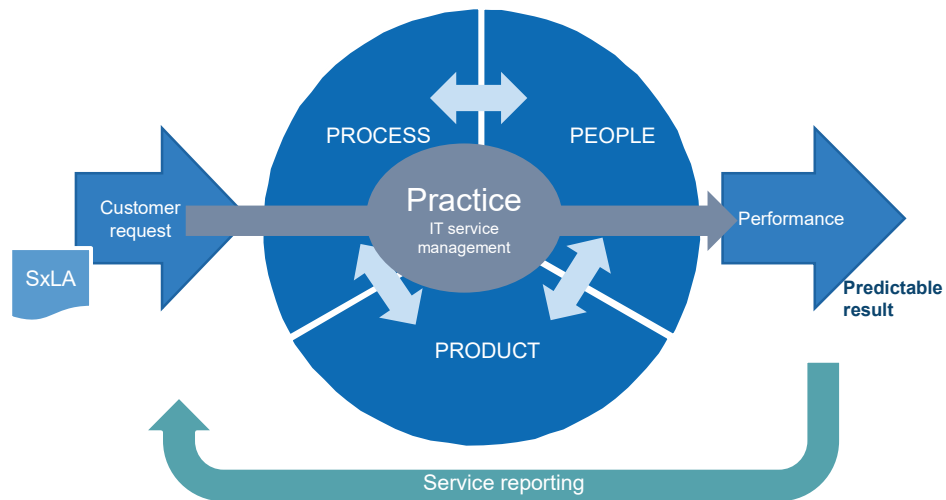 PROCESS
PEOPLE
Customer
request
Practice
IT service
management
Performance
SxLA
Predictable
result
PRODUCT
Service reporting